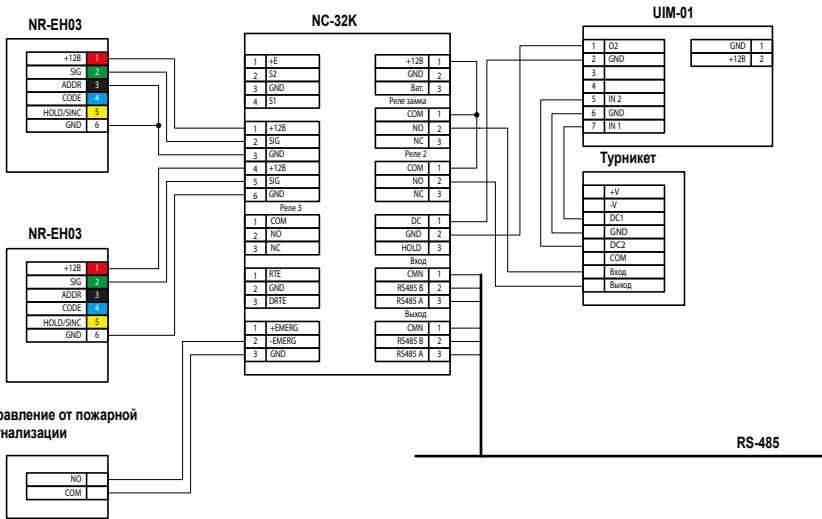 NR-EH03
+12В 1
SIG 2
ADDR 3
CODE 4
HOLD/SINC 5
GND 6
NR-EH03
+12В 1
SIG 2
ADDR 3
CODE 4
HOLD/SINC 5
GND 6
пожарной
NO
COM
NC-32K
1 +E
2 S2
3 GND
4 S1
1 +12В
2 SIG
3 GND
4 +12В
5 SIG
6 GND
Реле 3
1 COM
2 NO
3 NC
1 RTE
2 GND
3 DRTE
1 +EMERG
2 -EMERG
3 GND
+12В 1
GND 2
Bat. 3
Реле замка
COM 1
NO 2
NC 3
Реле 2
COM 1
NO 2
NC 3
DC 1
GND 2
HOLD 3
Вход
CMN 1
RS485 B 2
RS485 A 3
Выход
CMN 1
RS485 B 2
RS485 A 3
UIM-01
1 O2
2 GND
3
4
5 IN 2
6 GND
7 IN 1
GND 1
+12В 2
Турникет
+V
-V
DC1
GND
DC2
COM
Вход
Выход
RS-485